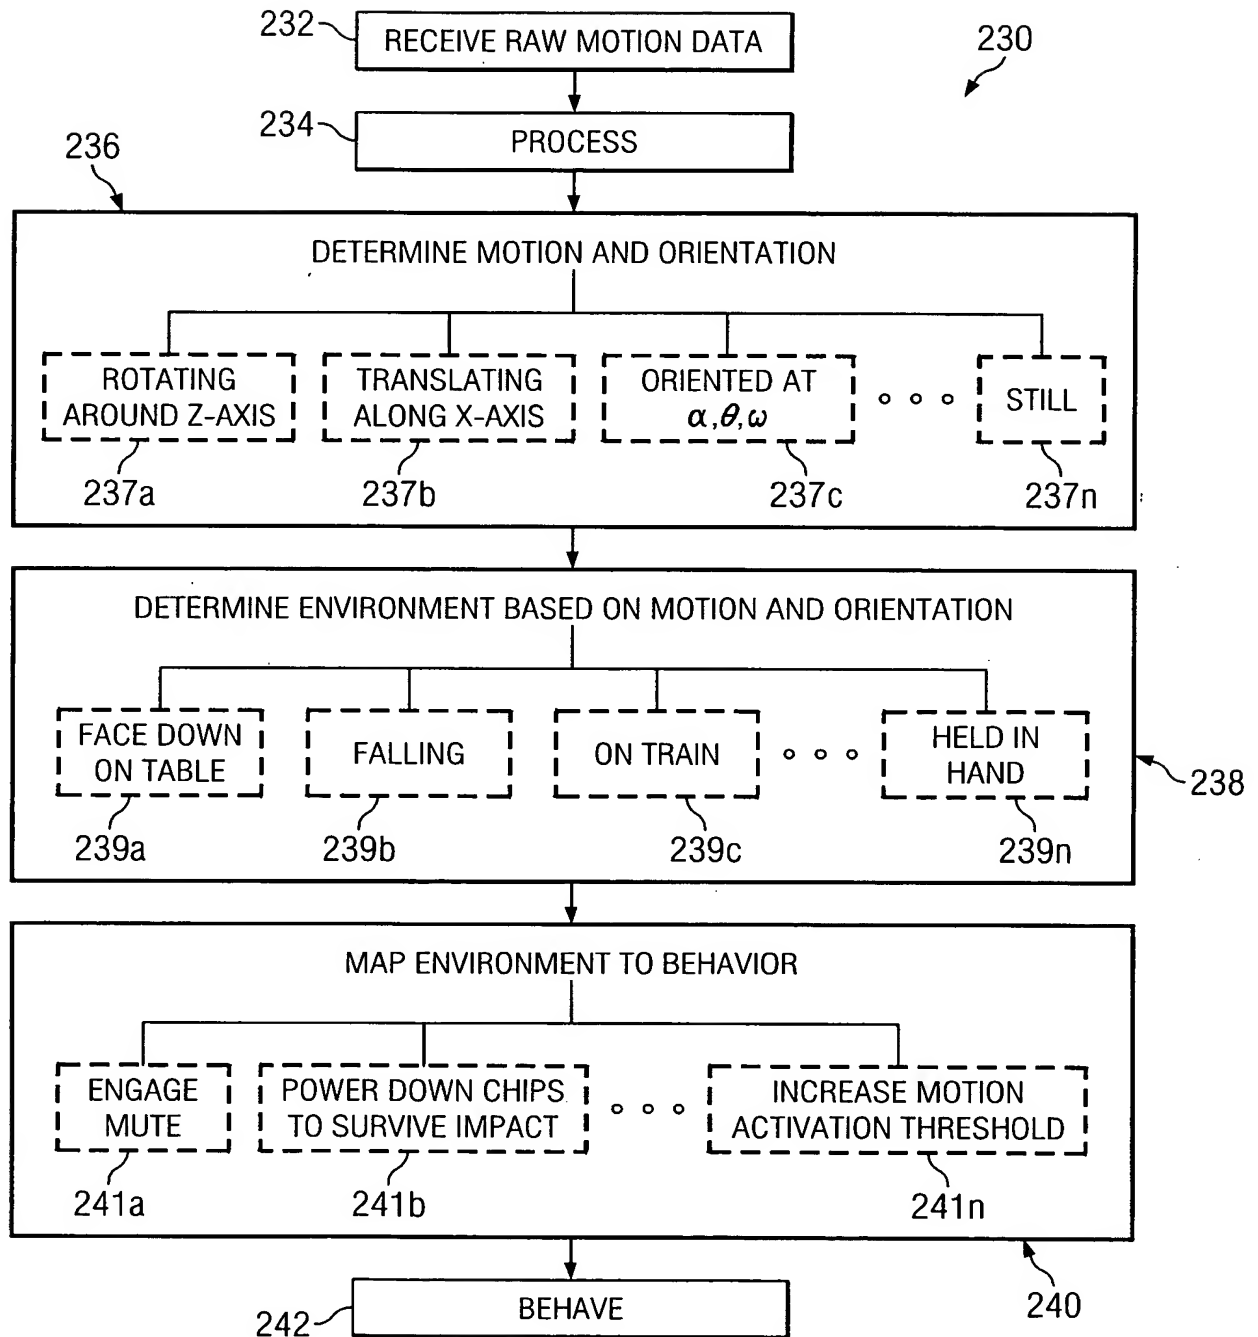 232
RECEIVE RAW MOTION DATA
230
234
PROCESS
236
DETERMINE MOTION AND ORIENTATION
ROTATING
AROUND Z-AXIS
TRANSLATING
ALONG X-AXIS
ORIENTED AT
α,θ,ω
STILL
237a
237b
237c
237n
DETERMINE ENVIRONMENT BASED ON MOTION AND ORIENTATION
FACE DOWN
ON TABLE
FALLING
ON TRAIN
HELD IN
HAND
238
239a
239b
239c
239n
MAP ENVIRONMENT TO BEHAVIOR
ENGAGE
MUTE
POWER DOWN CHIPS
TO SURVIVE IMPACT
INCREASE MOTION
ACTIVATION THRESHOLD
241a
241b
241n
240
242
BEHAVE